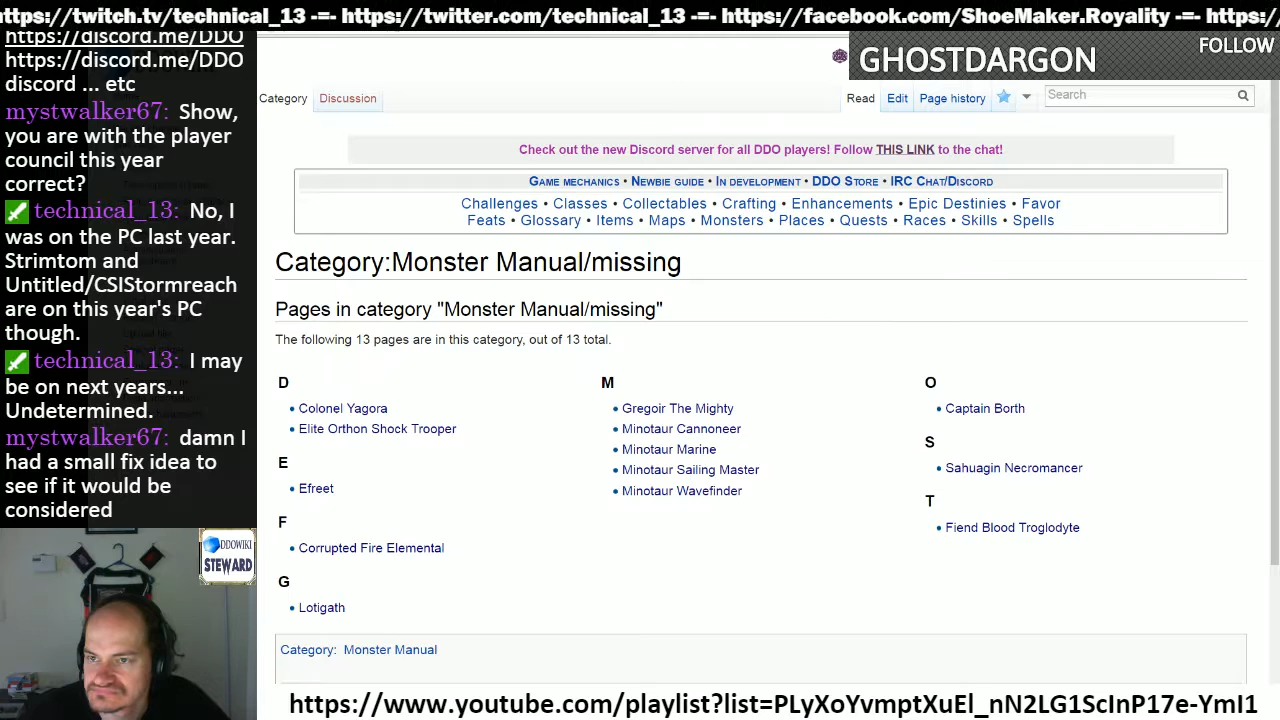 https://twitch.tv/technical_13 -=- https://twitter.com/technical_13 -=- https://facebook.com/ShoeMaker.Royality -=- https:/
https://discord.me/DDO
https://discord.me/DDO
discord ... etc
mystwalker67: Show,
you are with the player
council this year
correct?
technical_13: No, I
was on the PC last year.
Strimtom and
Untitled/CSIStormreach
are on this year's PC
though.
technical_13: I may
be on next years...
Undetermined.
mystwalker67: damn I
had a small fix idea to
see if it would be
considered
DDOWIKI
STEWARD
GHOSTDARGON
FOLLOW
Category Discussion
Read Edit Page history Search
Check out the new Discord server for all DDO players! Follow THIS LINK to the chat!
Game mechanics • Newbie guide • In development • DDO Store • IRC Chat/Discord
Challenges • Classes • Collectables • Crafting • Enhancements • Epic Destinies • Favor
Feats • Glossary • Items • Maps • Monsters • Places • Quests • Races • Skills • Spells
Category:Monster Manual/missing
Pages in category "Monster Manual/missing"
The following 13 pages are in this category, out of 13 total.
D
• Colonel Yagora
• Elite Orthon Shock Trooper
E
• Efreet
F
• Corrupted Fire Elemental
G
• Lotigath
M
• Gregoir The Mighty
• Minotaur Cannoneer
• Minotaur Marine
• Minotaur Sailing Master
• Minotaur Wavefinder
O
• Captain Borth
S
• Sahuagin Necromancer
T
• Fiend Blood Troglodyte
Category: Monster Manual
https://www.youtube.com/playlist?list=PLyXoYvmptXuEl_nN2LG1ScInP17e-YmI1